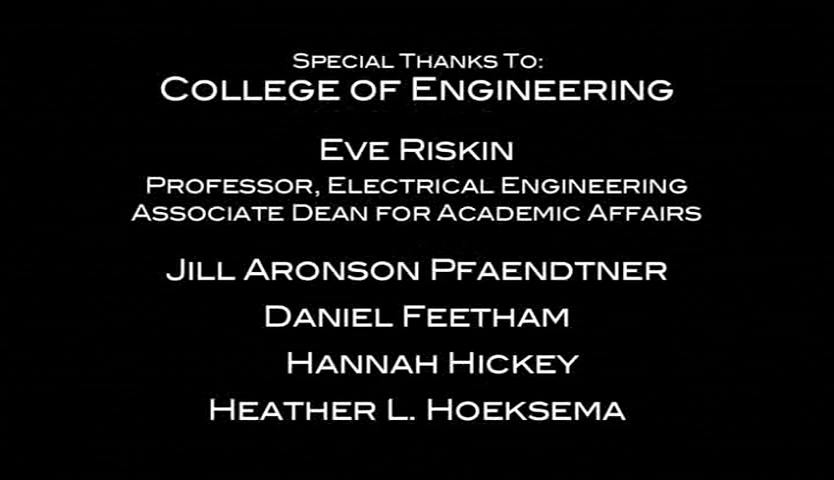 Special Thanks To:
College of Engineering
Eve Riskin
Professor, Electrical Engineering
Associate Dean for Academic Affairs
Jill Aronson Pfaendtner
Daniel Feetham
Hannah Hickey
Heather L. Hoeksema